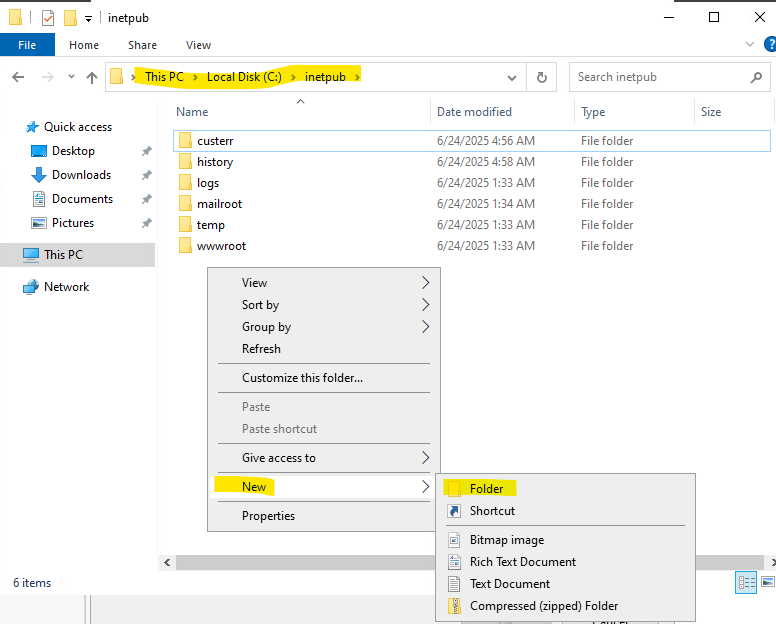 inetpub
File Home Share View
This PC Local Disk (C:) inetpub
Search inetpub
Name Date modified Type Size
Quick access
Desktop
Downloads
Documents
Pictures
This PC
Network
custerr 6/24/2025 4:56 AM File folder
history 6/24/2025 4:58 AM File folder
logs 6/24/2025 1:33 AM File folder
mailroot 6/24/2025 1:34 AM File folder
temp 6/24/2025 1:33 AM File folder
wwwroot 6/24/2025 1:33 AM File folder
View
Sort by
Group by
Refresh
Customize this folder...
Paste
Paste shortcut
Give access to
New
Properties
Folder
Shortcut
Bitmap image
Rich Text Document
Text Document
Compressed (zipped) Folder
6 items